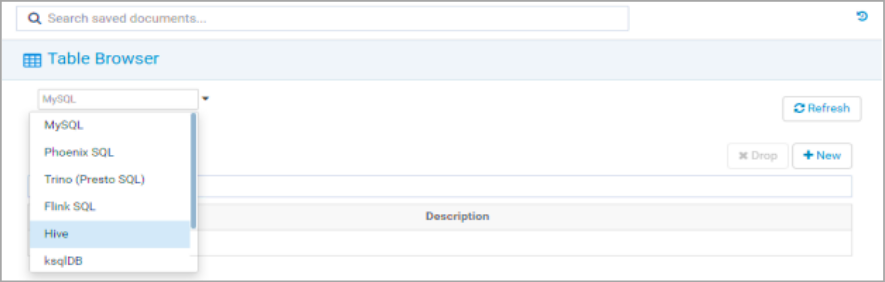 Search saved documents...
Table Browser
MySQL
Refresh
MySQL
Phoenix SQL
Trino (Presto SQL)
Flink SQL
Hive
ksqlDB
Drop
New
Description